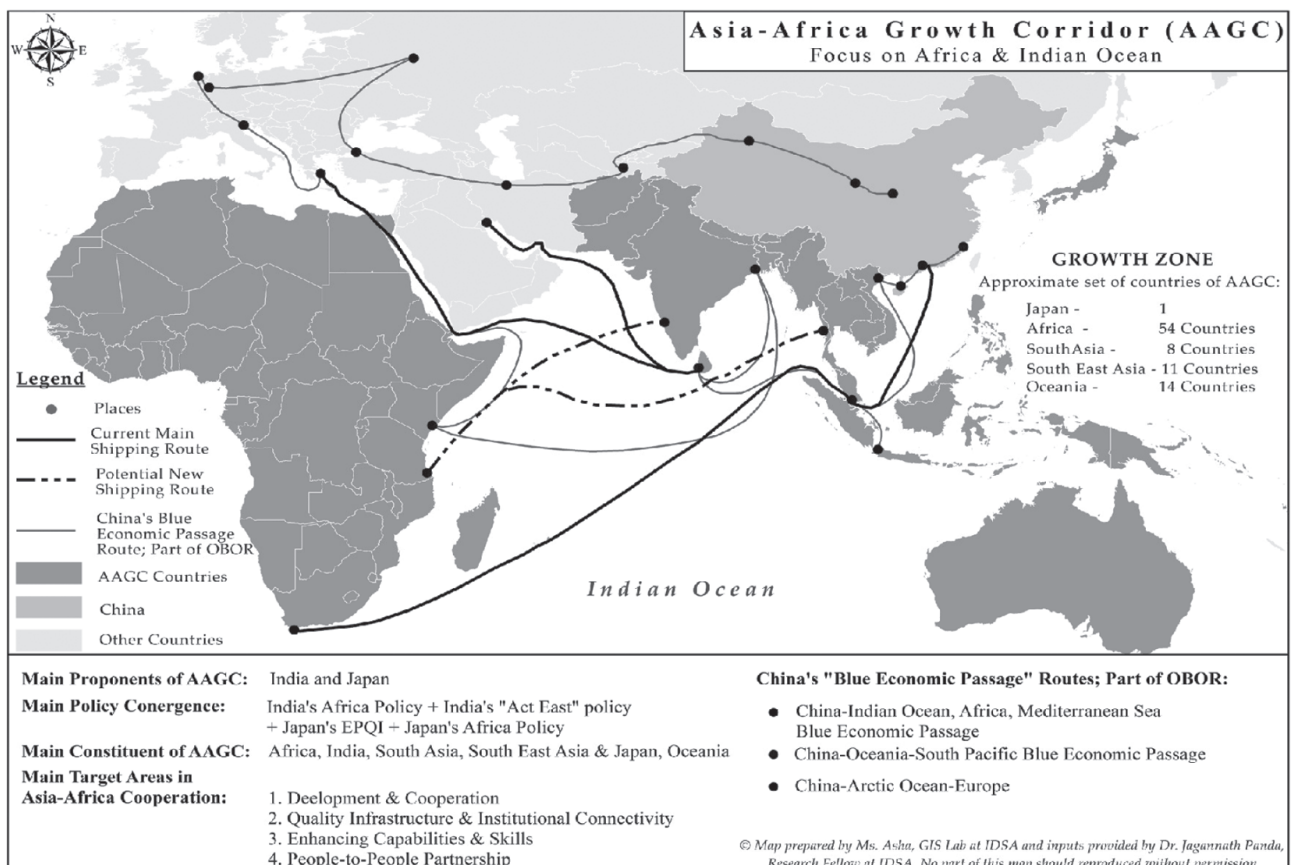 N
W
E
S
Asia-Africa Growth Corridor (AAGC)
Focus on Africa & Indian Ocean
GROWTH ZONE
Approximate set of countries of AAGC:
Japan - 1
Africa - 54 Countries
SouthAsia - 8 Countries
South East Asia - 11 Countries
Oceania - 14 Countries
Legend
Places
Current Main
Shipping Route
Potential New
Shipping Route
China's Blue
Economic Passage
Route; Part of OBOR
AAGC Countries
China
Other Countries
Indian Ocean
Main Proponents of AAGC: India and Japan
Main Policy Conergence: India's Africa Policy + India's "Act East" policy
+ Japan's EPQI + Japan's Africa Policy
Main Constituent of AAGC: Africa, India, South Asia, South East Asia & Japan, Oceania
Main Target Areas in
Asia-Africa Cooperation:
1. Deelopment & Cooperation
2. Quality Infrastructure & Institutional Connectivity
3. Enhancing Capabilities & Skills
4. People-to-People Partnership
China's "Blue Economic Passage" Routes; Part of OBOR:
China-Indian Ocean, Africa, Mediterranean Sea
Blue Economic Passage
China-Oceania-South Pacific Blue Economic Passage
China-Arctic Ocean-Europe
© Map prepared by Ms. Asha, GIS Lab at IDSA and inputs provided by Dr. Jagannath Panda,
Research Fellow at IDSA. No part of this map should reproduced without permission